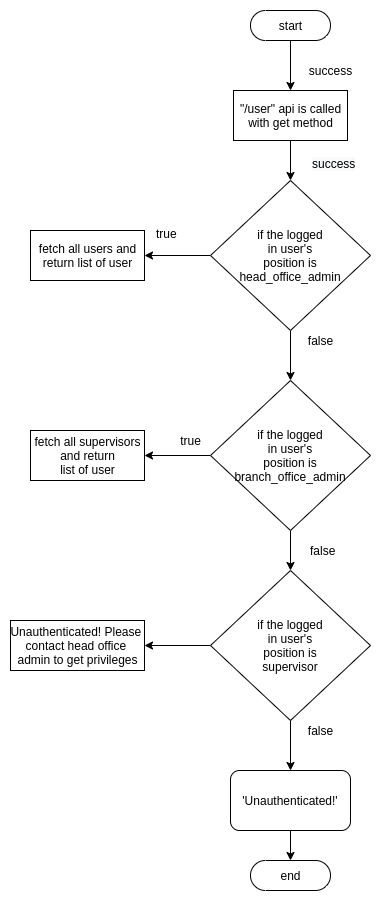 start
success
"/user" api is called
with get method
success
if the logged
in user's
position is
head_office_admin
true
fetch all users and
return list of user
false
if the logged
in user's
position is
branch_office_admin
true
fetch all supervisors
and return
list of user
false
if the logged
in user's
position is
supervisor
Unauthenticated! Please
contact head office
admin to get privileges
false
'Unauthenticated!'
end